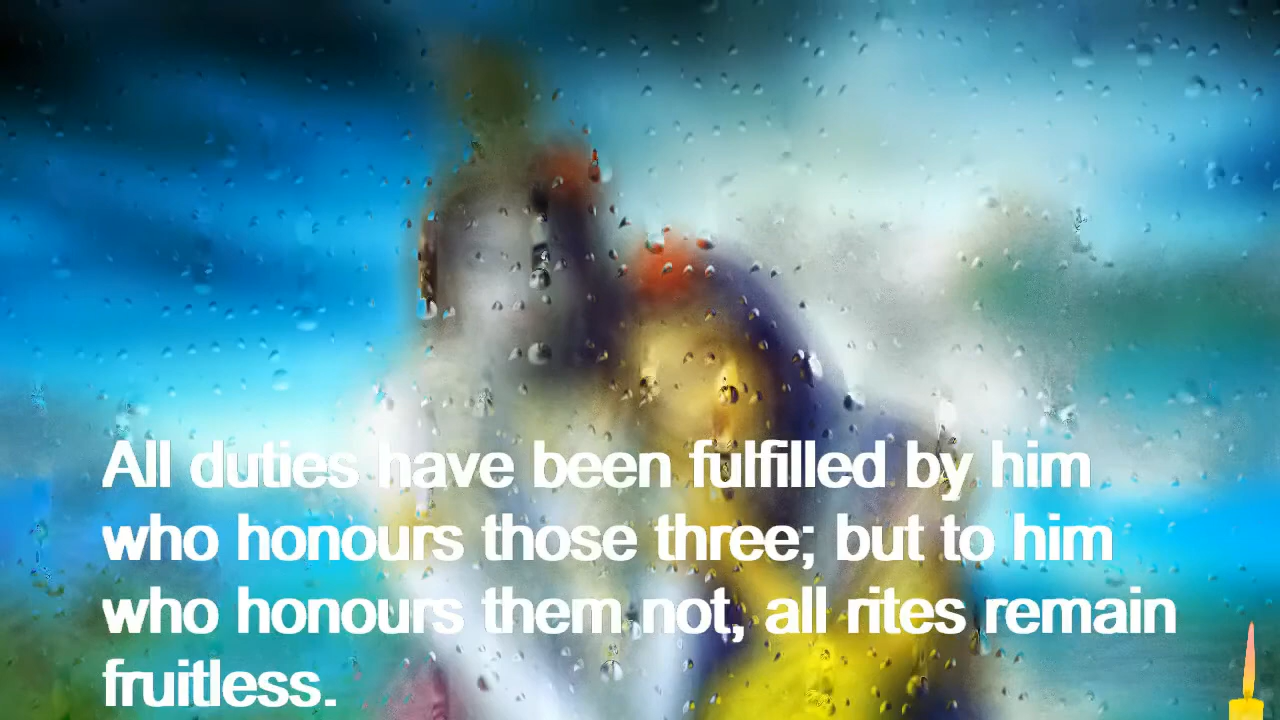 All duties have been fulfilled by him
who honours those three; but to him
who honours them not, all rites remain
fruitless.